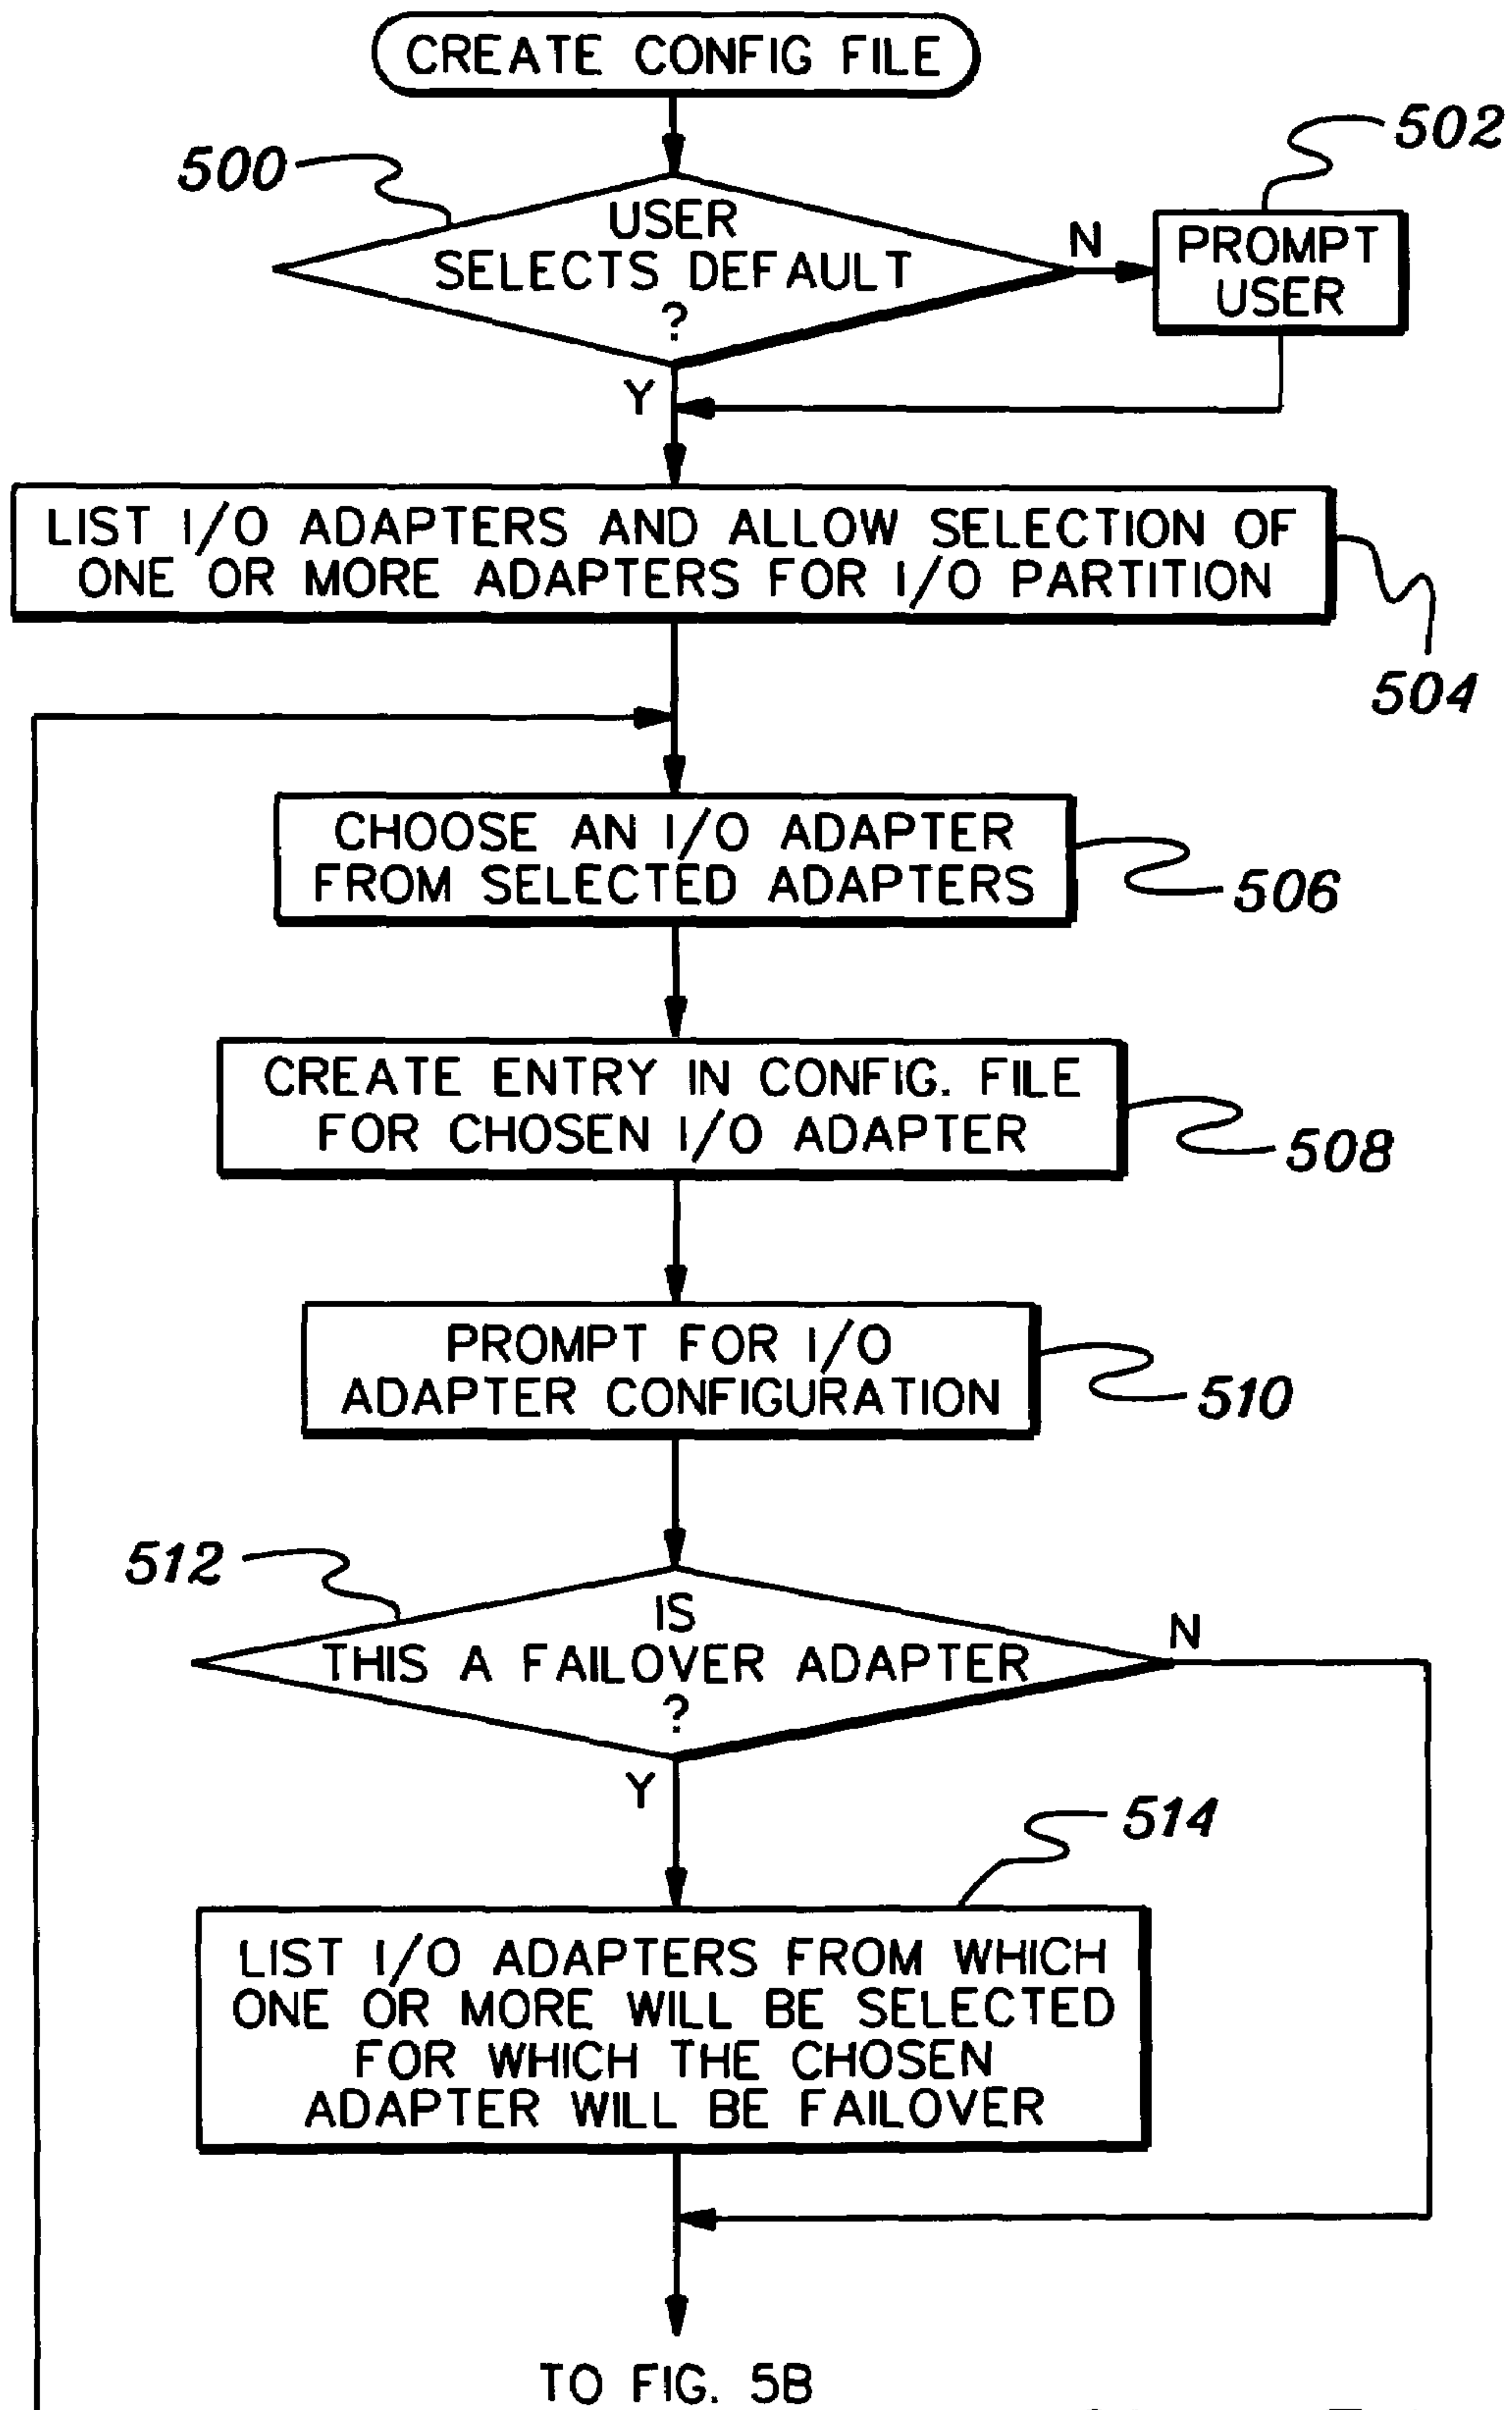 CREATE CONFIG FILE
500
502
USER
SELECTS DEFAULT
?
N
PROMPT
USER
Y
LIST I/O ADAPTERS AND ALLOW SELECTION OF
ONE OR MORE ADAPTERS FOR I/O PARTITION
504
CHOOSE AN I/O ADAPTER
FROM SELECTED ADAPTERS
506
CREATE ENTRY IN CONFIG. FILE
FOR CHOSEN I/O ADAPTER
508
PROMPT FOR I/O
ADAPTER CONFIGURATION
510
512
IS
THIS A FAILOVER ADAPTER
?
N
Y
514
LIST I/O ADAPTERS FROM WHICH
ONE OR MORE WILL BE SELECTED
FOR WHICH THE CHOSEN
ADAPTER WILL BE FAILOVER
TO FIG. 5B